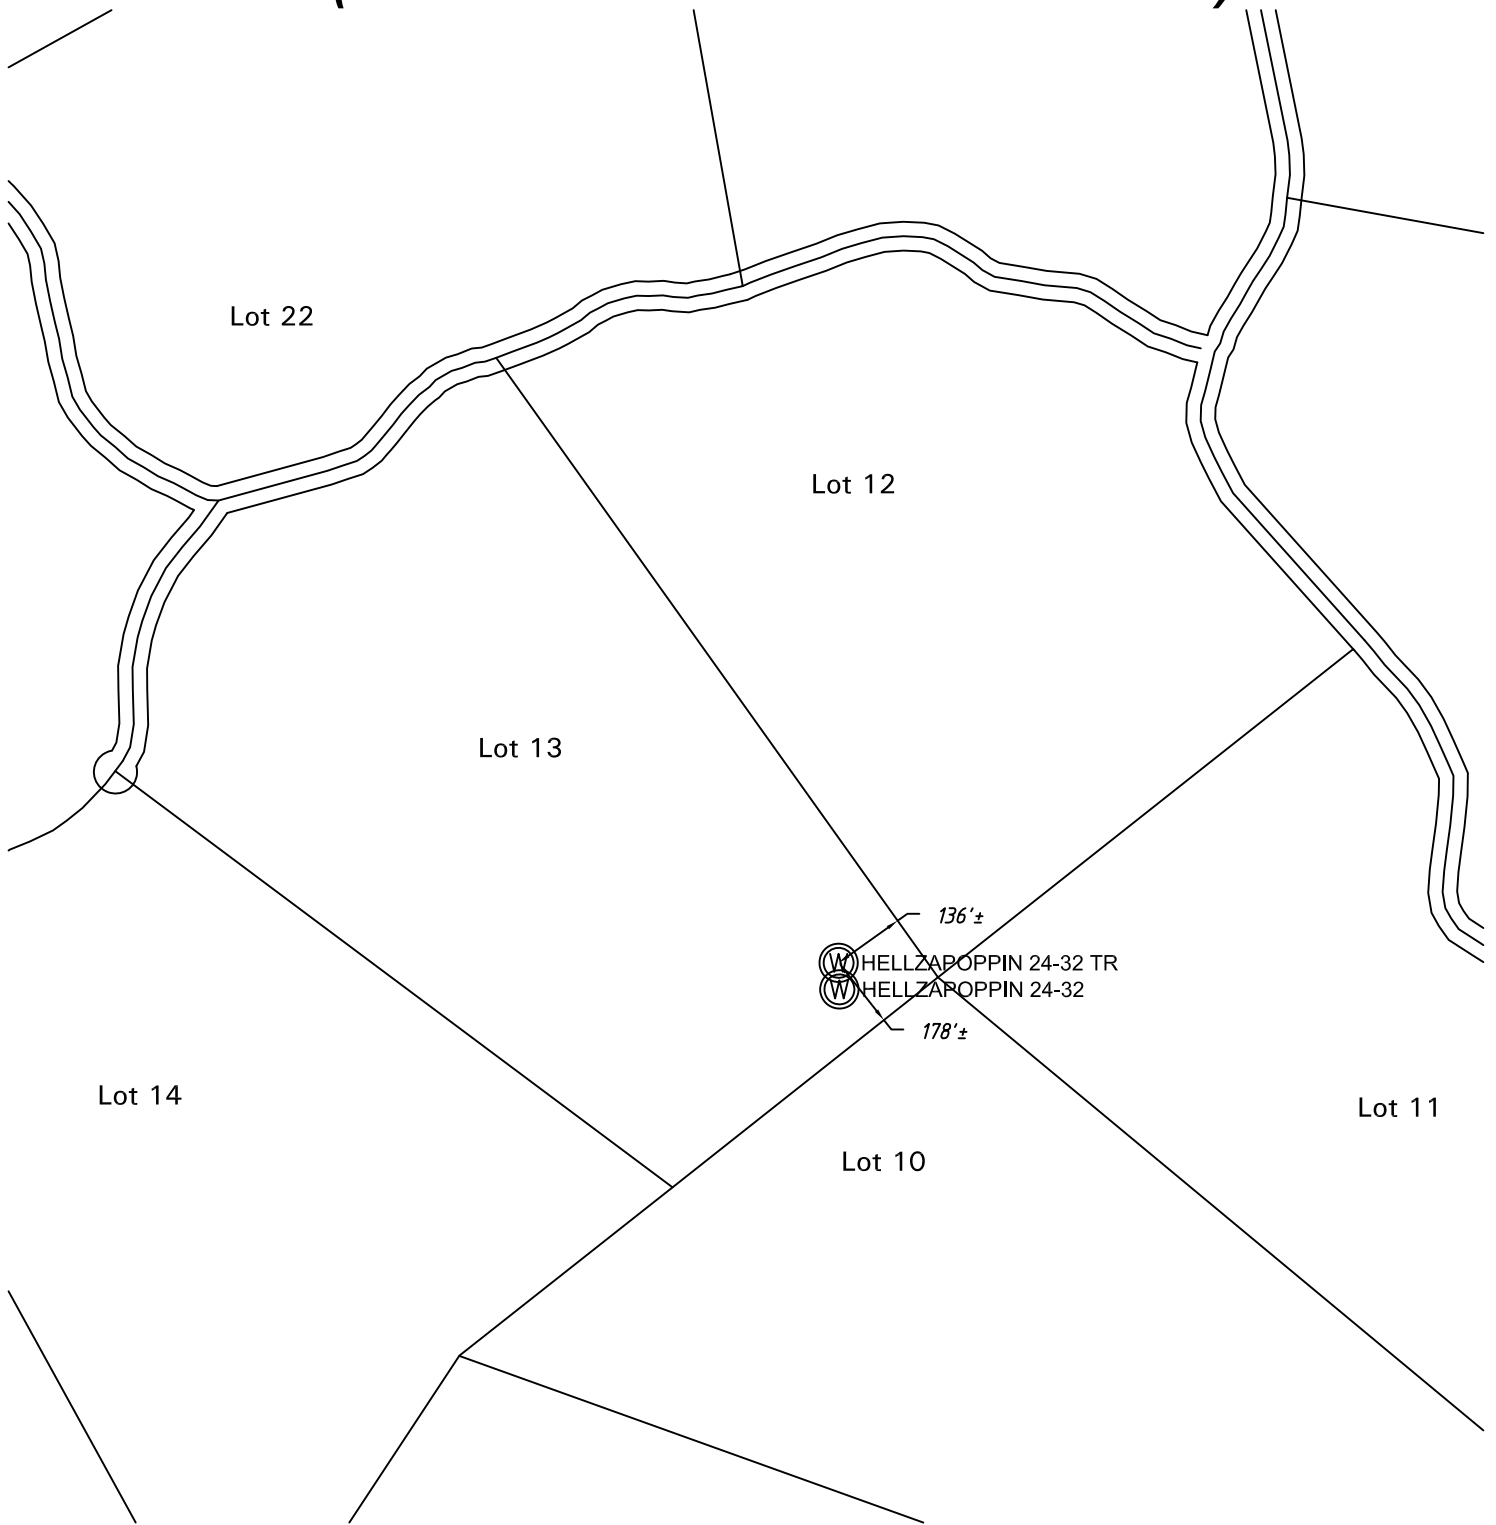 Lot 22
Lot 12
Lot 13
136'±
W HELLZAPOPPIN 24-32 TR
W HELLZAPOPPIN 24-32
178'±
Lot 14
Lot 11
Lot 10